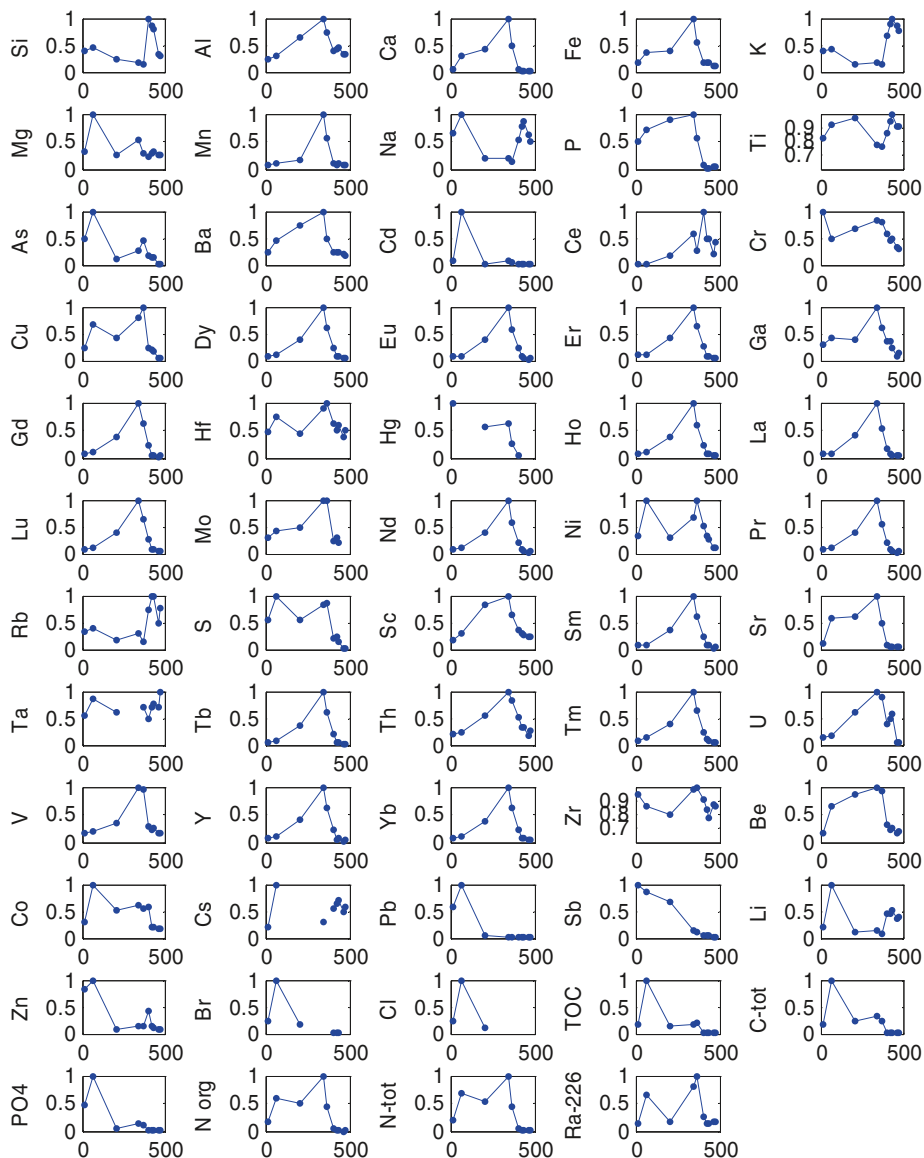 1 1 1 1 1
Si 0.5 Al 0.5 Ca 0.5 Fe 0.5 K 0.5
0 0 0 0 0
0 500 0 500 0 500 0 500 0 500
1 1 1 1
Mg 0.5 Mn 0.5 Na 0.5 P 0.5 Ti 0.9 0.8 0.7
0 0 0 0
0 500 0 500 0 500 0 500 0 500
1 1 1 1 1
As 0.5 Ba 0.5 Cd 0.5 Ce 0.5 Cr 0.5
0 0 0 0 0
0 500 0 500 0 500 0 500 0 500
1 1 1 1 1
Cu 0.5 Dy 0.5 Eu 0.5 Er 0.5 Ga 0.5
0 0 0 0 0
0 500 0 500 0 500 0 500 0 500
1 1 1 1 1
Gd 0.5 Hf 0.5 Hg 0.5 Ho 0.5 La 0.5
0 0 0 0 0
0 500 0 500 0 500 0 500 0 500
1 1 1 1 1
Lu 0.5 Mo 0.5 Nd 0.5 Ni 0.5 Pr 0.5
0 0 0 0 0
0 500 0 500 0 500 0 500 0 500
1 1 1 1 1
Rb 0.5 S 0.5 Sc 0.5 Sm 0.5 Sr 0.5
0 0 0 0 0
0 500 0 500 0 500 0 500 0 500
1 1 1 1 1
Ta 0.5 Tb 0.5 Th 0.5 Tm 0.5 U 0.5
0 0 0 0 0
0 500 0 500 0 500 0 500 0 500
1 1 1 1
V 0.5 Y 0.5 Yb 0.5 Zr 0.9 0.8 0.7 Be 0.5
0 0 0 0
0 500 0 500 0 500 0 500 0 500
1 1 1 1 1
Co 0.5 Cs 0.5 Pb 0.5 Sb 0.5 Li 0.5
0 0 0 0 0
0 500 0 500 0 500 0 500 0 500
1 1 1 1 1
Zn 0.5 Br 0.5 Cl 0.5 TOC 0.5 C-tot 0.5
0 0 0 0 0
0 500 0 500 0 500 0 500 0 500
1 1 1 1
PO4 0.5 N org 0.5 N-tot 0.5 Ra-226 0.5
0 0 0 0
0 500 0 500 0 500 0 500